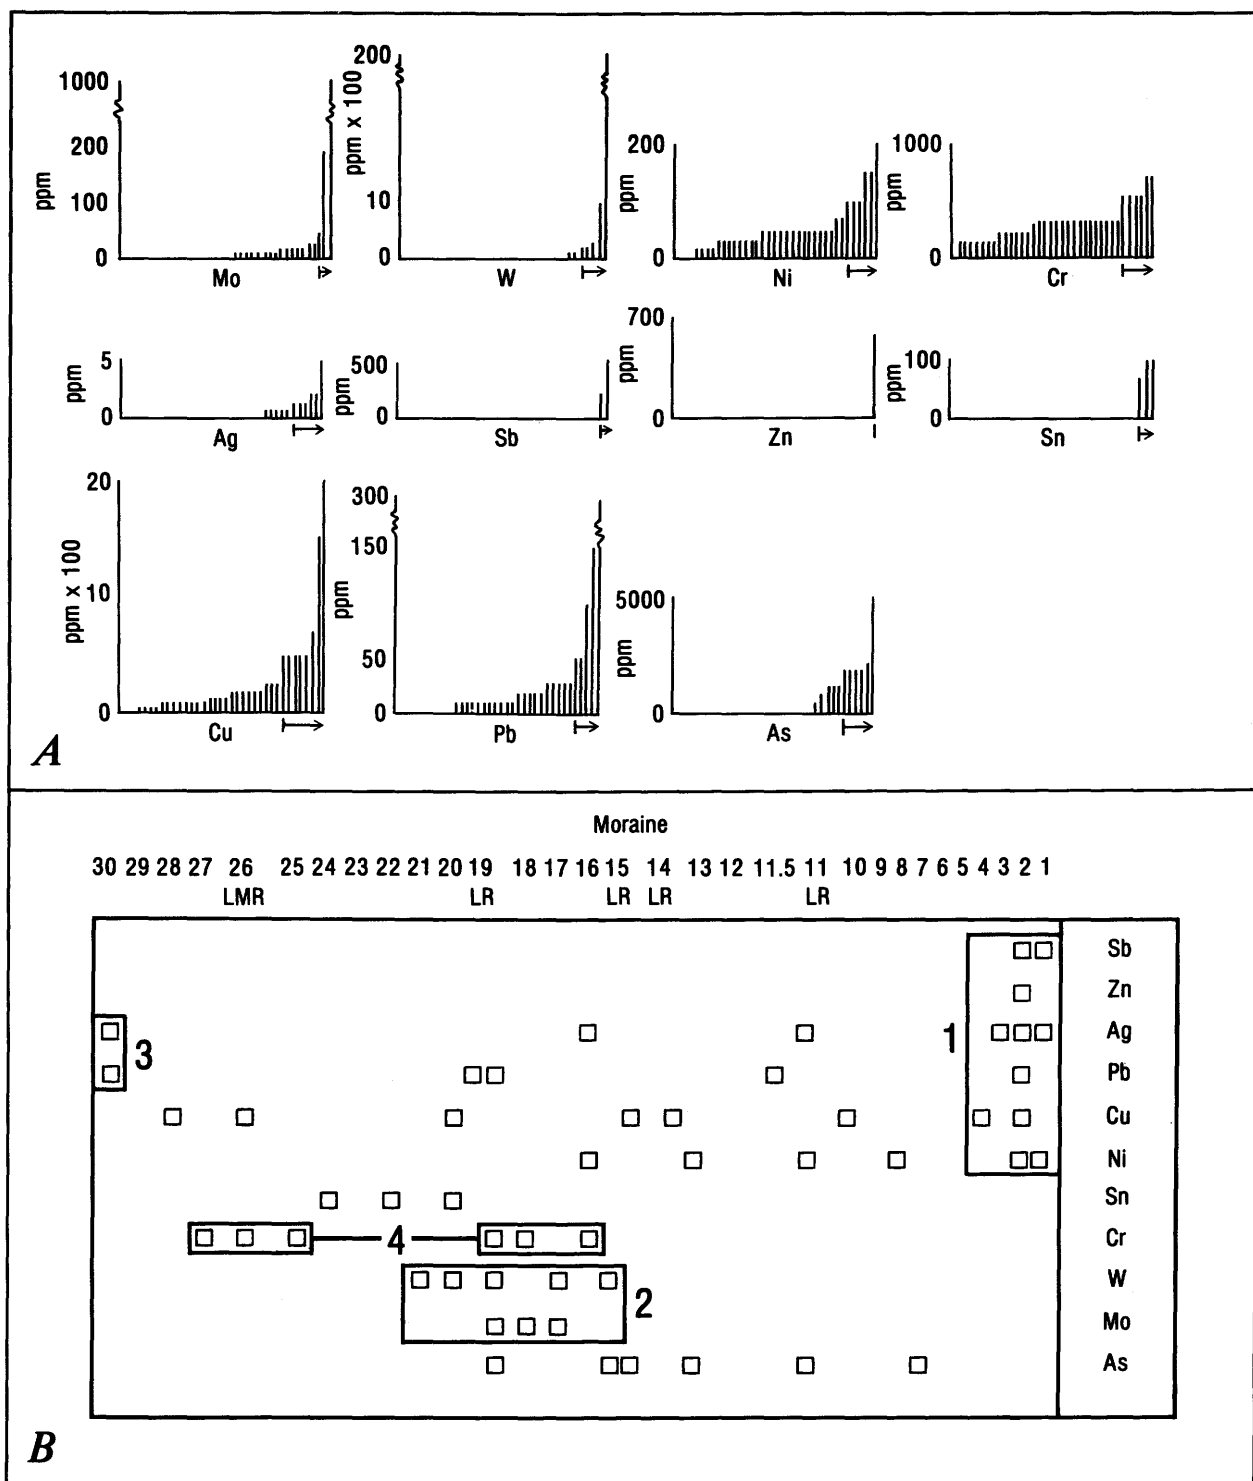 1000
200
100
0
ppm
Mo
200
10
0
ppm x 100
W
200
100
0
ppm
Ni
1000
500
0
ppm
Cr
5
0
ppm
Ag
500
0
ppm
Sb
700
0
ppm
Zn
100
0
ppm
Sn
20
10
0
ppm x 100
Cu
300
150
50
0
ppm
Pb
5000
0
ppm
As
A
Moraine
30 29 28 27 26 25 24 23 22 21 20 19 18 17 16 15 14 13 12 11.5 11 10 9 8 7 6 5 4 3 2 1
LMR LR LR LR LR
Sb
Zn
3 1 Ag
Pb
Cu
Ni
Sn
4 Cr
W
2
Mo
As
B